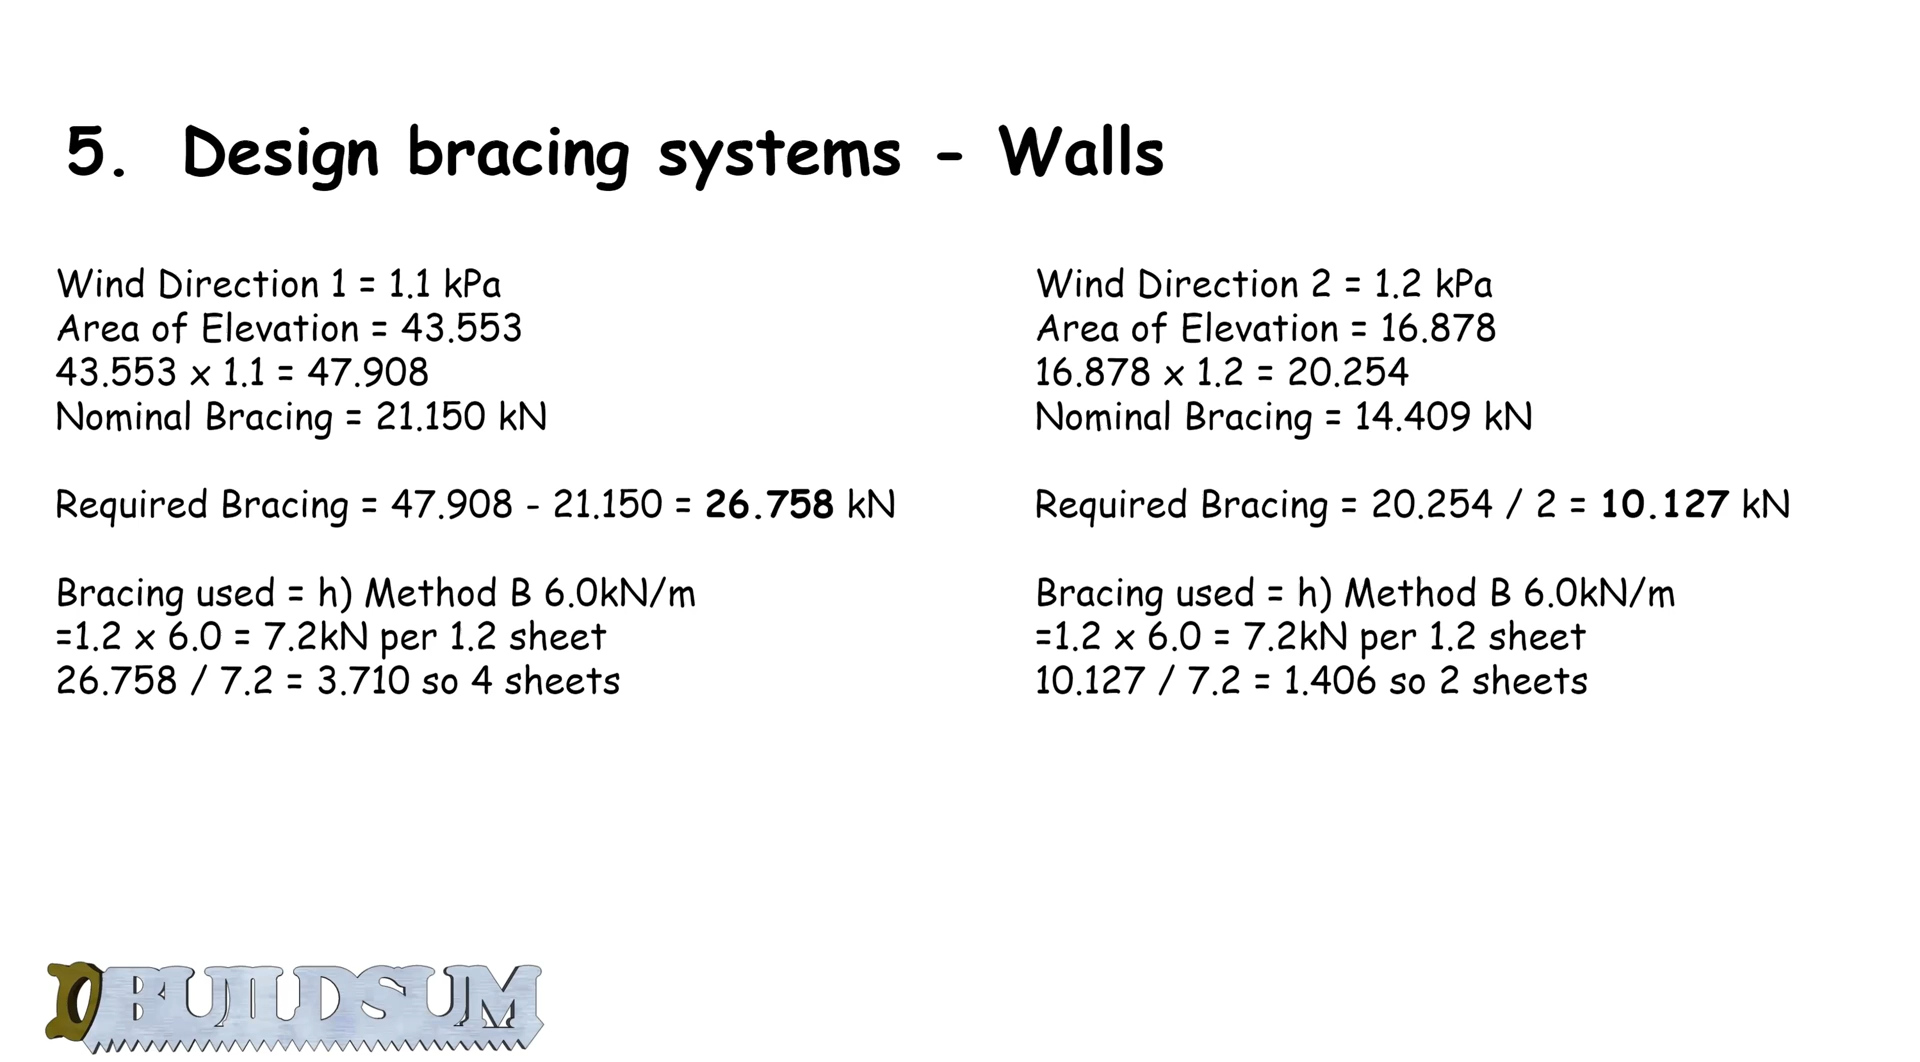 5. Design bracing systems - Walls
Wind Direction 1 = 1.1 kPa
Area of Elevation = 43.553
43.553 x 1.1 = 47.908
Nominal Bracing = 21.150 kN
Required Bracing = 47.908 - 21.150 = 26.758 kN
Bracing used = h) Method B 6.0kN/m
=1.2 x 6.0 = 7.2kN per 1.2 sheet
26.758 / 7.2 = 3.710 so 4 sheets
Wind Direction 2 = 1.2 kPa
Area of Elevation = 16.878
16.878 x 1.2 = 20.254
Nominal Bracing = 14.409 kN
Required Bracing = 20.254 / 2 = 10.127 kN
Bracing used = h) Method B 6.0kN/m
=1.2 x 6.0 = 7.2kN per 1.2 sheet
10.127 / 7.2 = 1.406 so 2 sheets
BUILDSUM